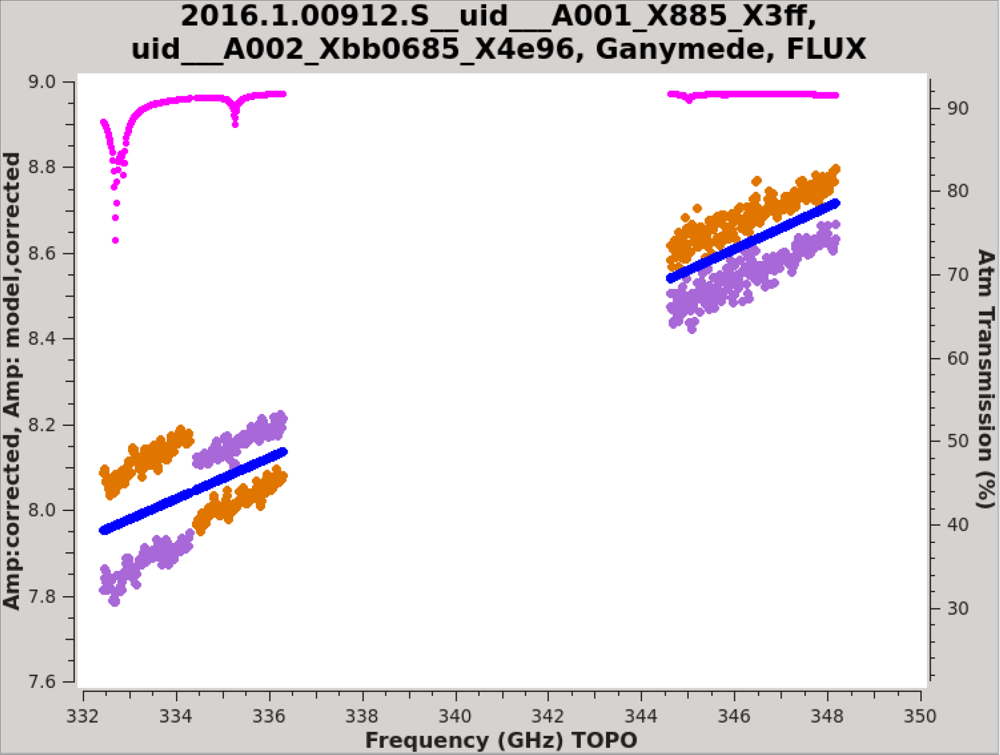 2016.1.00912.S__uid___A001_X885_X3ff,
uid___A002_Xbb0685_X4e96, Ganymede, FLUX
Amp:corrected, Amp: model,corrected
9.0
8.8
8.6
8.4
8.2
8.0
7.8
7.6
90
80
70
60
50
40
30
Atm Transmission (%)
332 334 336 338 340 342 344 346 348 350
Frequency (GHz) TOPO